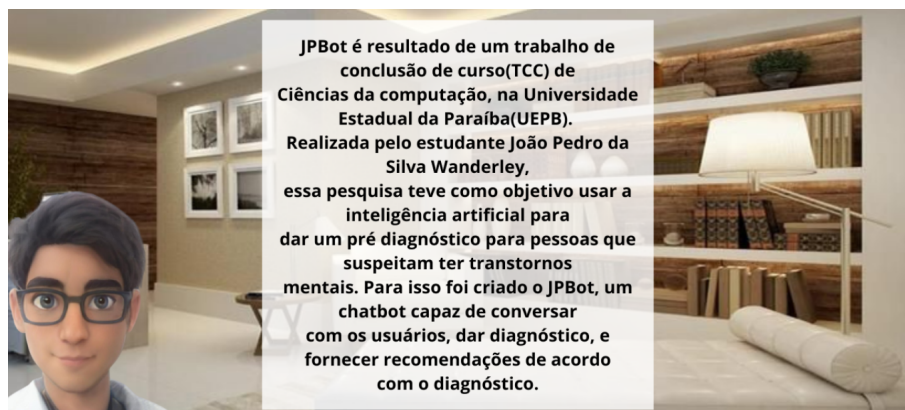 JPBot é resultado de um trabalho de
conclusão de curso(TCC) de
Ciências da computação, na Universidade
Estadual da Paraíba(UEPB).
Realizada pelo estudante João Pedro da
Silva Wanderley,
essa pesquisa teve como objetivo usar a
inteligência artificial para
dar um pré diagnóstico para pessoas que
suspeitam ter transtornos
mentais. Para isso foi criado o JPBot, um
chatbot capaz de conversar
com os usuários, dar diagnóstico, e
fornecer recomendações de acordo
com o diagnóstico.